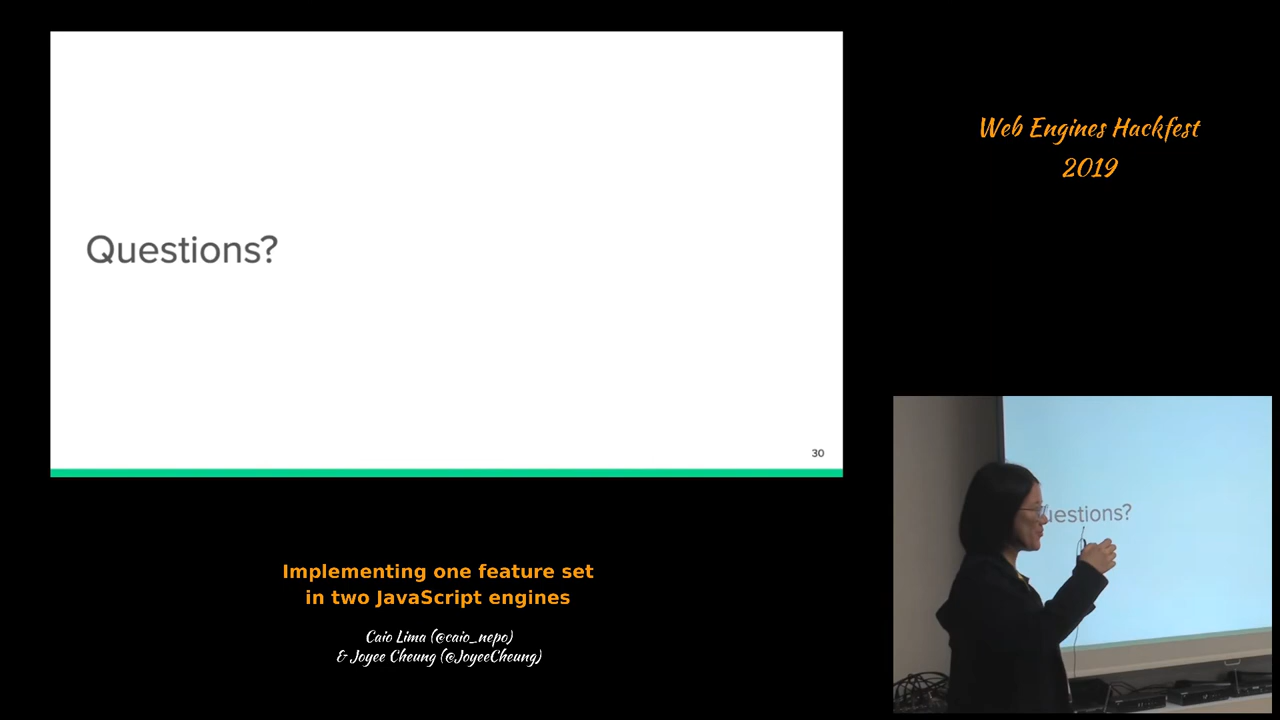 Questions?
30
Web Engines Hackfest
2019
uestions?
Implementing one feature set
in two JavaScript engines
Caio Lima (@caio_nepo)
& Joyee Cheung (@JoyeeCheung)